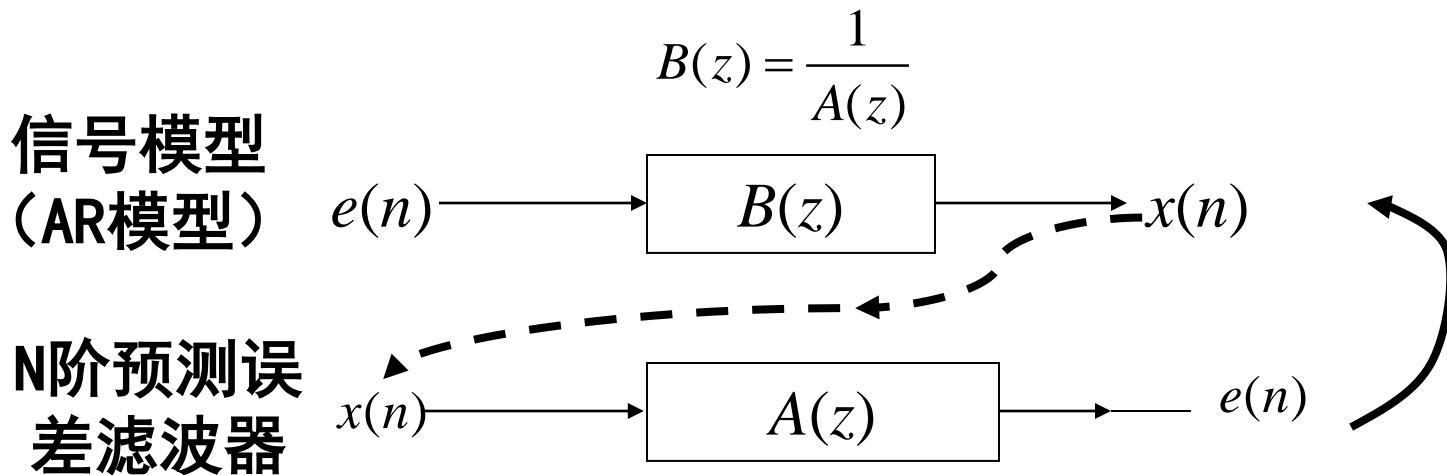 B(z) = 1/A(z)
信号模型
（AR模型）
e(n)
B(z)
x(n)
N阶预测误
差滤波器
x(n)
A(z)
e(n)